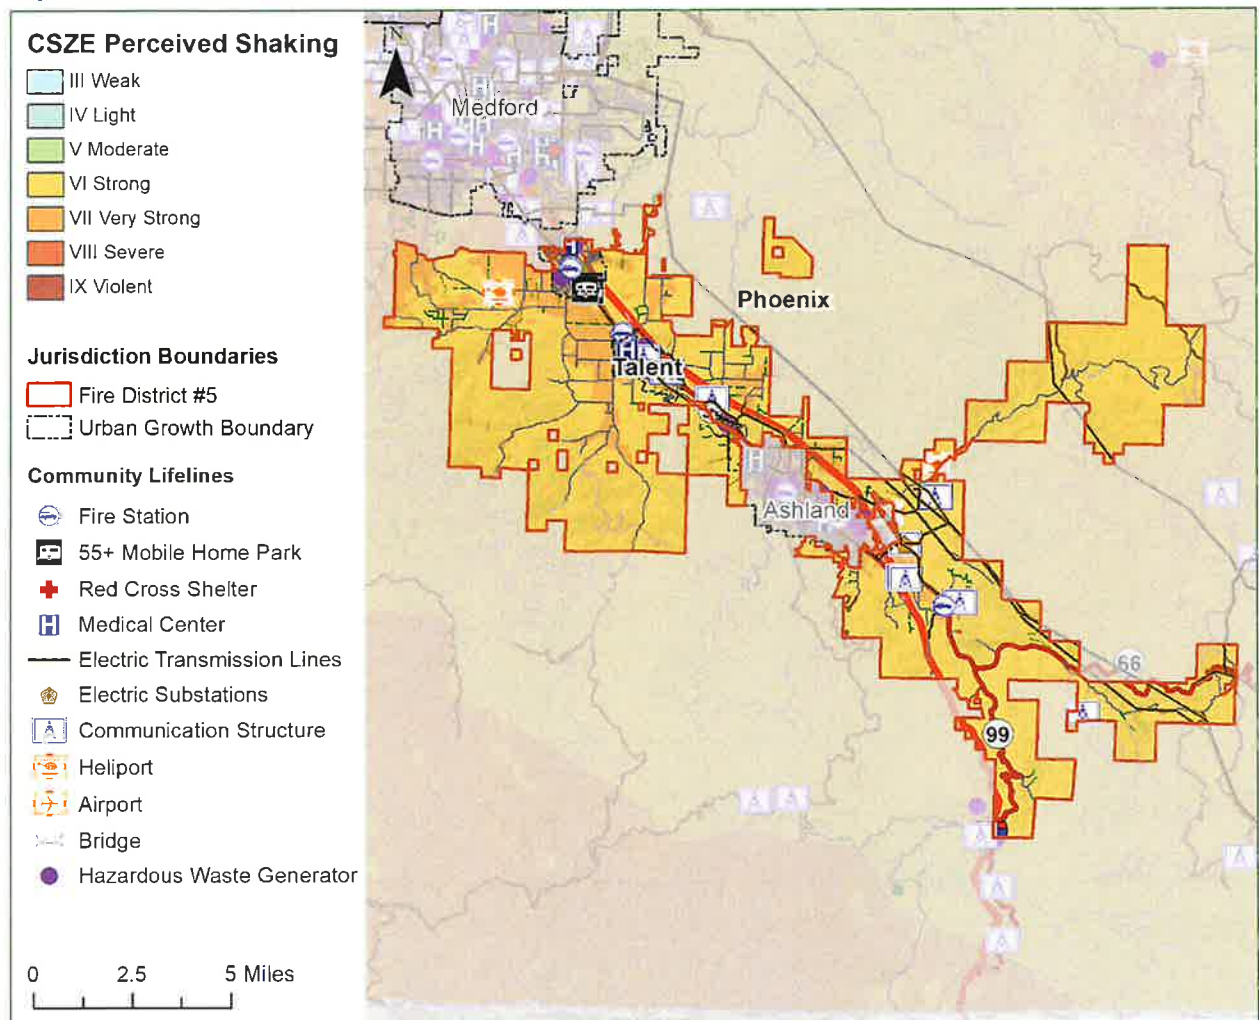 CSZE Perceived Shaking
III Weak
IV Light
V Moderate
VI Strong
VII Very Strong
VIII Severe
IX Violent
Jurisdiction Boundaries
Fire District #5
Urban Growth Boundary
Community Lifelines
Fire Station
55+ Mobile Home Park
Red Cross Shelter
Medical Center
Electric Transmission Lines
Electric Substations
Communication Structure
Heliport
Airport
Bridge
Hazardous Waste Generator
0 2.5 5 Miles
N
Medford
Phoenix
Talent
Ashland
66
99